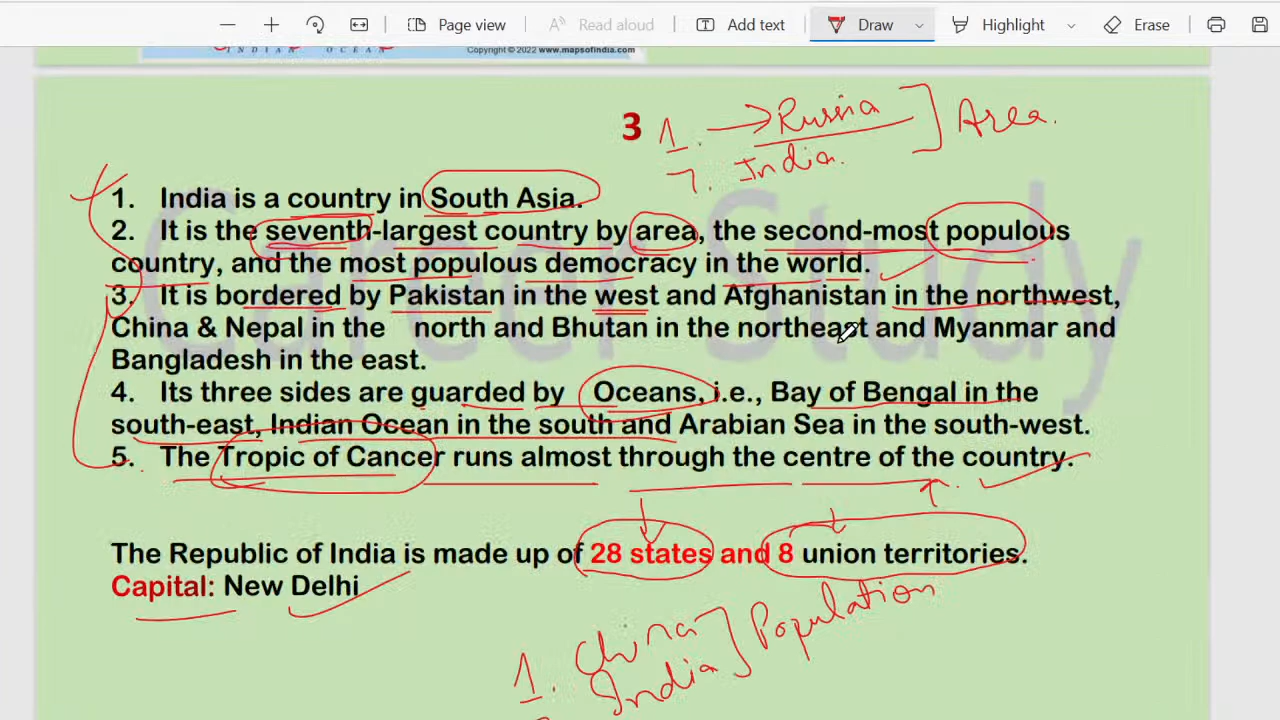 Page view
Read aloud
Add text
Draw
Highlight
Erase
INDIAN OCEAN
Copyright © 2022 www.mapsofindia.com
3
1. → Russia
7. India.
Area.
Career Study
1. India is a country in South Asia.
2. It is the seventh-largest country by area, the second-most populous
country, and the most populous democracy in the world.
3. It is bordered by Pakistan in the west and Afghanistan in the northwest,
China & Nepal in the north and Bhutan in the northeast and Myanmar and
Bangladesh in the east.
4. Its three sides are guarded by Oceans, i.e., Bay of Bengal in the
south-east, Indian Ocean in the south and Arabian Sea in the south-west.
5. The Tropic of Cancer runs almost through the centre of the country.
The Republic of India is made up of 28 states and 8 union territories.
Capital: New Delhi
1. China
India
Population